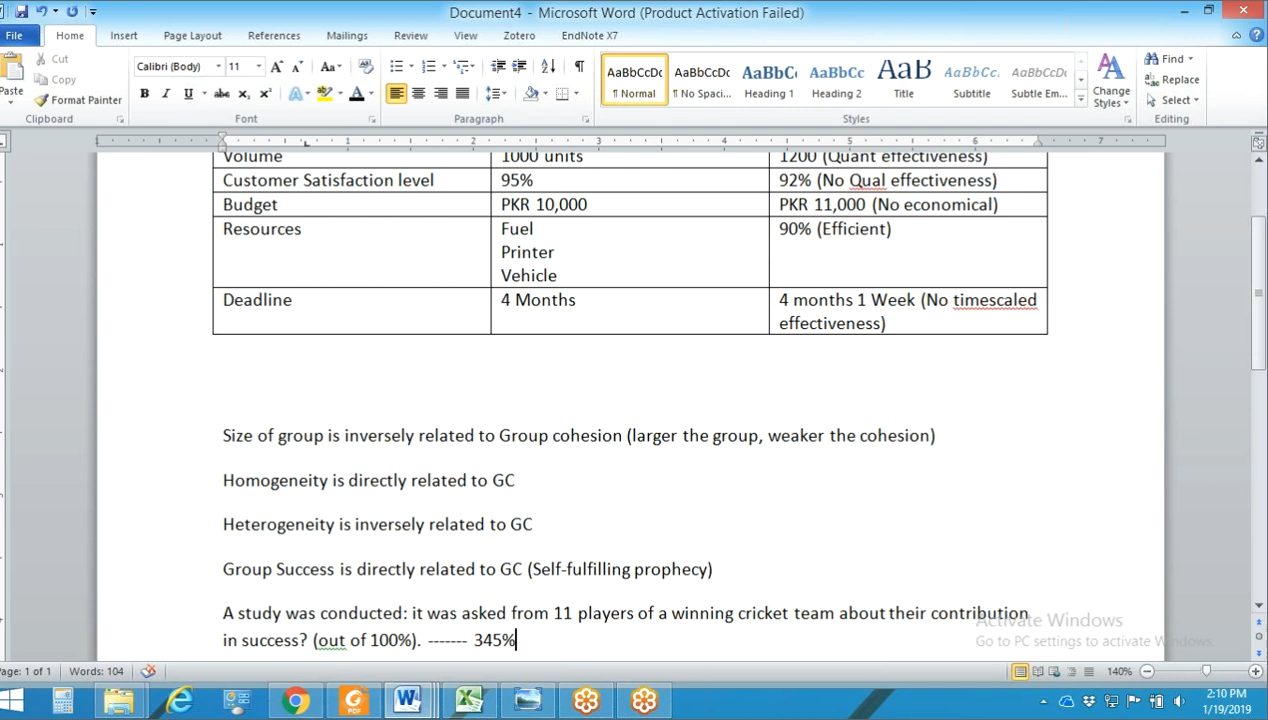 Document4 - Microsoft Word (Product Activation Failed)
File Home Insert Page Layout References Mailings Review View Zotero EndNote X7
Cut
Copy
Paste
Format Painter
Calibri (Body) 11
AaBbCcDc AaBbCcDc AaBbC AaBbCc AaB AaBbCc. AaBbCcDc
¶ Normal ¶ No Spaci... Heading 1 Heading 2 Title Subtitle Subtle Em...
Change Styles
Find
Replace
Select
Clipboard Font Paragraph Styles Editing
1 1 2 3 4 5 6 7
Volume 1000 units 1200 (Quant effectiveness)
Customer Satisfaction level 95% 92% (No Qual effectiveness)
Budget PKR 10,000 PKR 11,000 (No economical)
Resources Fuel 90% (Efficient)
Printer
Vehicle
Deadline 4 Months 4 months 1 Week (No timescaled
effectiveness)
Size of group is inversely related to Group cohesion (larger the group, weaker the cohesion)
Homogeneity is directly related to GC
Heterogeneity is inversely related to GC
Group Success is directly related to GC (Self-fulfilling prophecy)
A study was conducted: it was asked from 11 players of a winning cricket team about their contribution
in success? (out of 100%). ------- 345%
Activate Windows
Go to PC settings to activate Windows.
Page: 1 of 1 Words: 104 140%
2:10 PM
1/19/2019